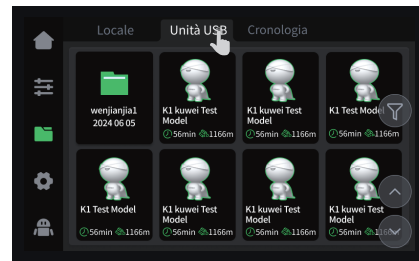 Locale Unità USB Cronologia
wenjianjia1
2024 06 05
K1 kuwei Test
Model
56min 1166m
K1 kuwei Test
Model
56min 1166m
K1 Test Model
56min 1166m
K1 Test Model
56min 1166m
K1 kuwei Test
Model
56min 1166m
K1 kuwei Test
Model
56min 1166m
K1 kuwei Test
Model
56min 1166m